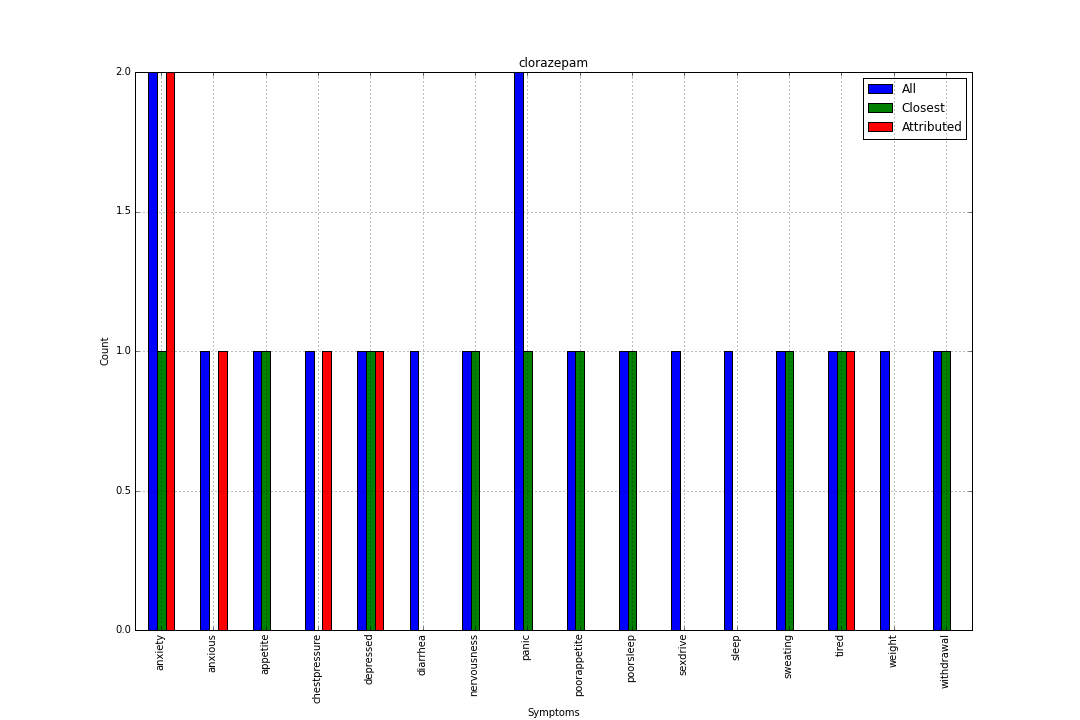 clorazepam
All
Closest
Attributed
2.0
1.5
1.0
0.5
0.0
Count
anxiety
anxious
appetite
chestpressure
depressed
diarrhea
nervousness
panic
poorappetite
poorsleep
sexdrive
sleep
sweating
tired
weight
withdrawal
Symptoms